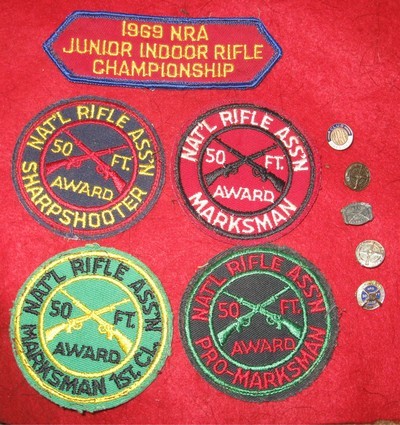 1969 NRA
JUNIOR INDOOR RIFLE
CHAMPIONSHIP
NAT'L RIFLE ASS'N
50 FT.
AWARD
SHARPSHOOTER
NAT'L RIFLE ASS'N
50 FT.
AWARD
MARKSMAN
NAT'L RIFLE ASS'N
50 FT.
AWARD
MARKSMAN 1ST. CL.
NAT'L RIFLE ASS'N
50 FT.
AWARD
PRO-MARKSMAN